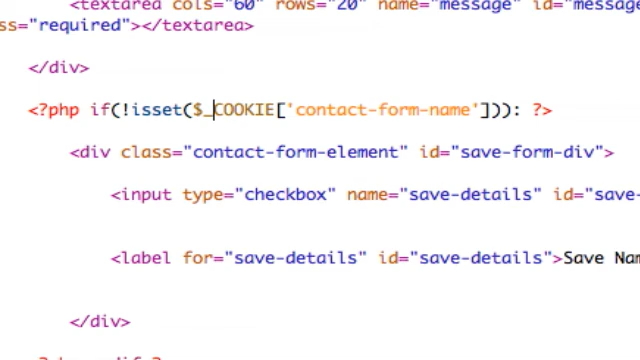 <textarea cols="60" rows="20" name="message" id="message
ss="required"></textarea>
</div>
<?php if(!isset($_COOKIE['contact-form-name'])): ?>
<div class="contact-form-element" id="save-form-div">
<input type="checkbox" name="save-details" id="save-
<label for="save-details" id="save-details">Save Nam
</div>